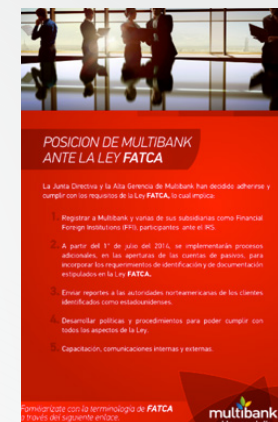 POSICION DE MULTIBANK
ANTE LA LEY FATCA
La Junta Directiva y la Alta Gerencia de Multibank han decidido adherirse y
cumplir con los requisitos de la Ley FATCA, lo cual implica:
1. Registrar a Multibank y varias de sus subsidiarias como Financial
Foreign Institutions (FFI), participantes ante el IRS.
2. A partir del 1° de julio del 2014, se implementarán procesos
adicionales, en las aperturas de las cuentas de pasivos, para
incorporar los requerimientos de identificación y de documentación
estipulados en la Ley FATCA.
3. Enviar reportes a las autoridades norteamericanas de los clientes
identificados como estadounidenses.
4. Desarrollar políticas y procedimientos para poder cumplir con
todos los aspectos de la Ley.
5. Capacitación, comunicaciones internas y externas.
Familiarízate con la terminología de FATCA
a través del siguiente enlace.
multibank